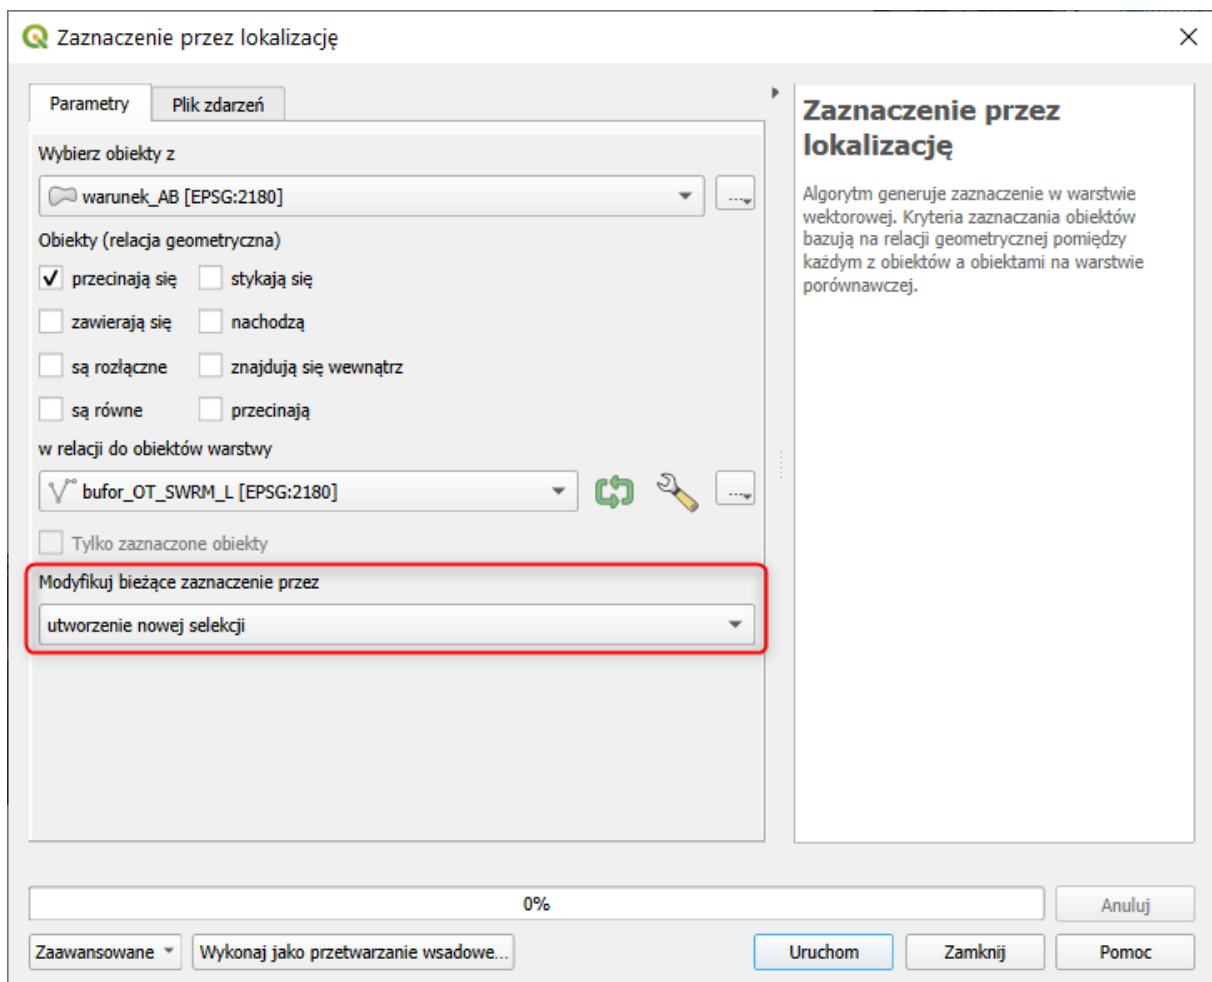 Zaznaczenie przez lokalizację
Parametry
Plik zdarzeń
Wybierz obiekty z
warunek_AB [EPSG:2180]
...
Obiekty (relacja geometryczna)
przecinają się
stykają się
zawierają się
nachodzą
są rozłączne
znajdują się wewnątrz
są równe
przecinają
w relacji do obiektów warstwy
bufor_OT_SWRM_L [EPSG:2180]
...
Tylko zaznaczone obiekty
Modyfikuj bieżące zaznaczenie przez
utworzenie nowej selekcji
Zaznaczenie przez
lokalizację
Algorytm generuje zaznaczenie w warstwie
wektorowej. Kryteria zaznaczania obiektów
bazują na relacji geometrycznej pomiędzy
każdym z obiektów a obiektami na warstwie
porównawczej.
0%
Anuluj
Zaawansowane
Wykonaj jako przetwarzanie wsadowe...
Uruchom
Zamknij
Pomoc